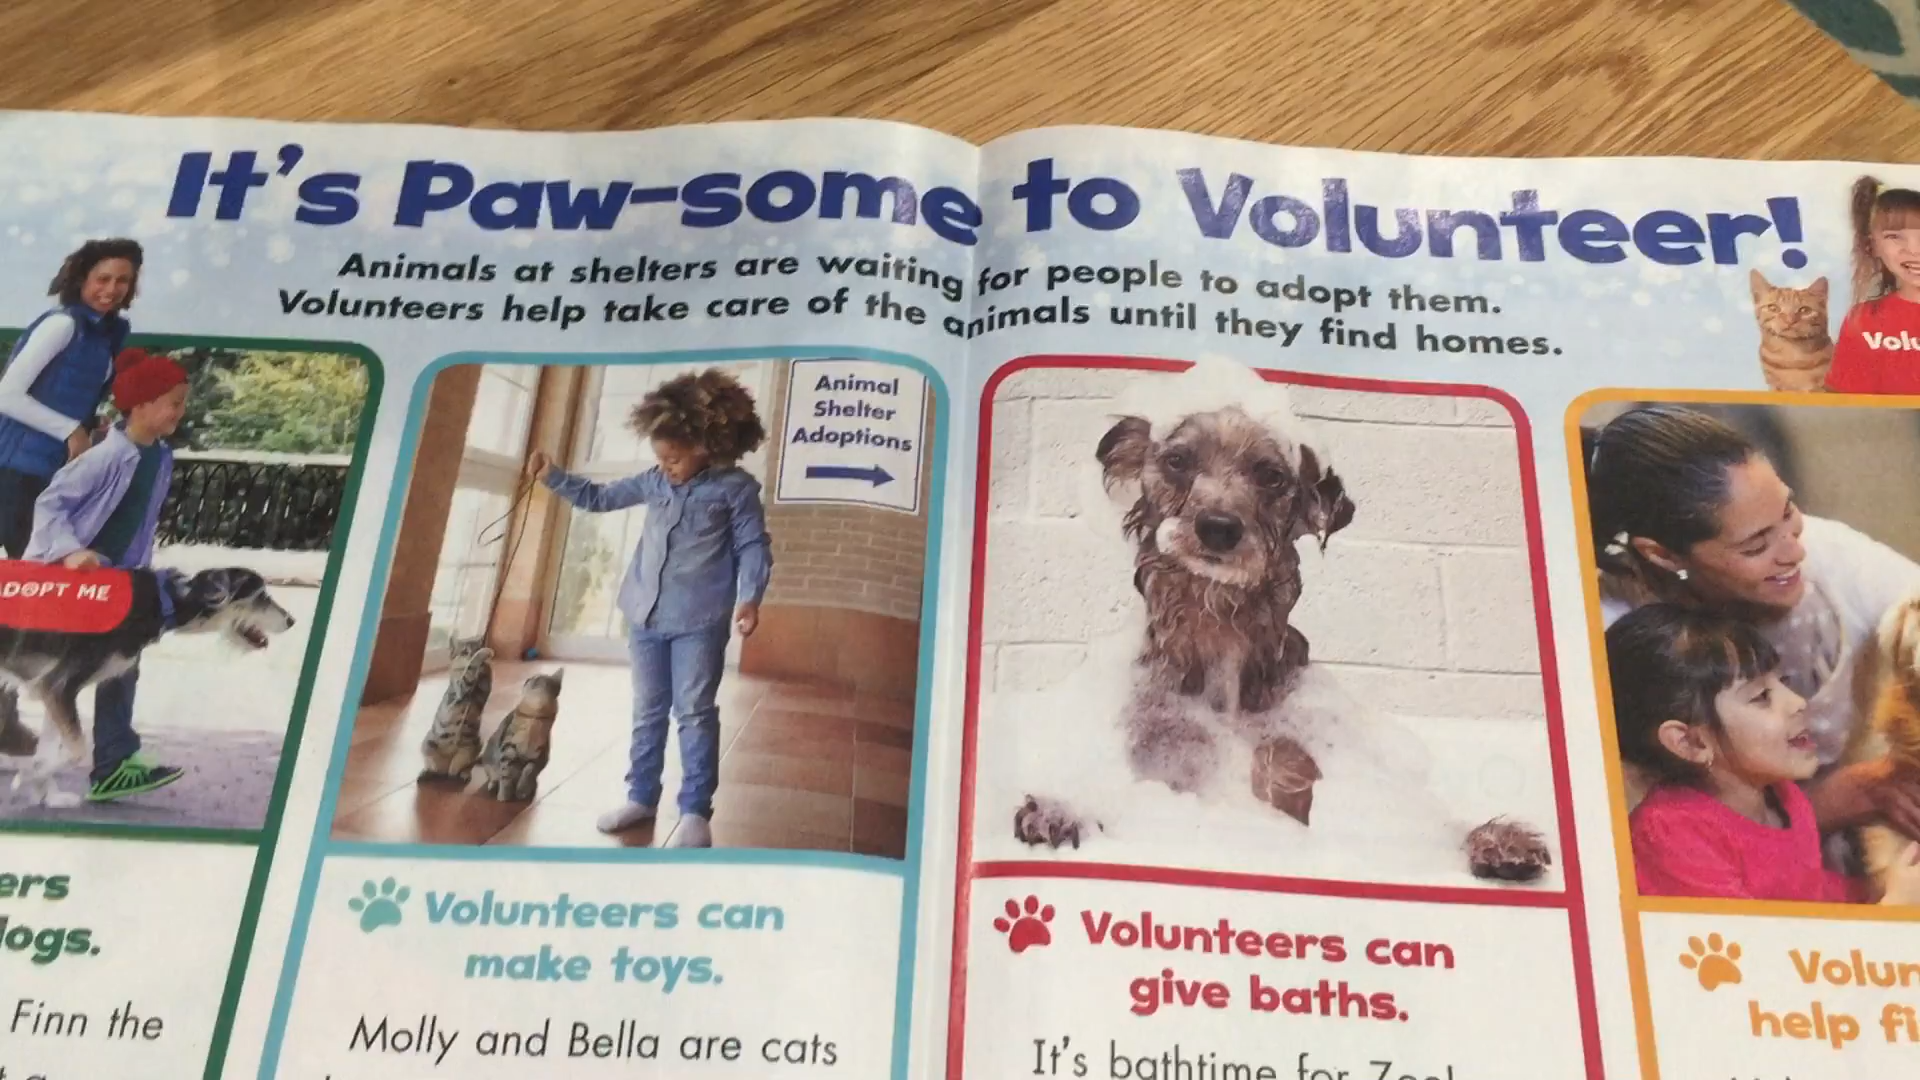 It's Paw-some to Volunteer!
Animals at shelters are waiting for people to adopt them.
Volunteers help take care of the animals until they find homes.
ADOPT ME
Animal
Shelter
Adoptions
Finn the
Volunteers can
make toys.
Molly and Bella are cats
Volunteers can
give baths.
It's bathtime for
help